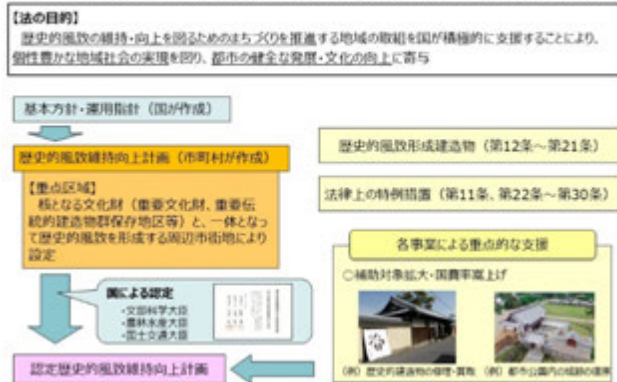 【法の目的】
歴史的風致の維持・向上を図るためのまちづくりを推進する地域の取組を国が積極的に支援することにより、
個性豊かな地域社会の実現を図り、都市の健全な発展・文化の向上に寄与
基本方針・運用指針（国が作成）
歴史的風致維持向上計画（市町村が作成）
【重点区域】
核となる文化財（重要文化財、重要伝
統的建造物群保存地区等）と、一体となっ
て歴史的風致を形成する周辺市街地により
設定
国による認定
・文部科学大臣
・農林水産大臣
・国土交通大臣
認定歴史的風致維持向上計画
歴史的風致形成建造物（第12条～第21条）
法律上の特例措置（第11条、第22条～第30条）
各事業による重点的な支援
○補助対象拡大・国費率嵩上げ
（例）歴史的建造物の修理・買取
（例）都市公園内の城跡の復原